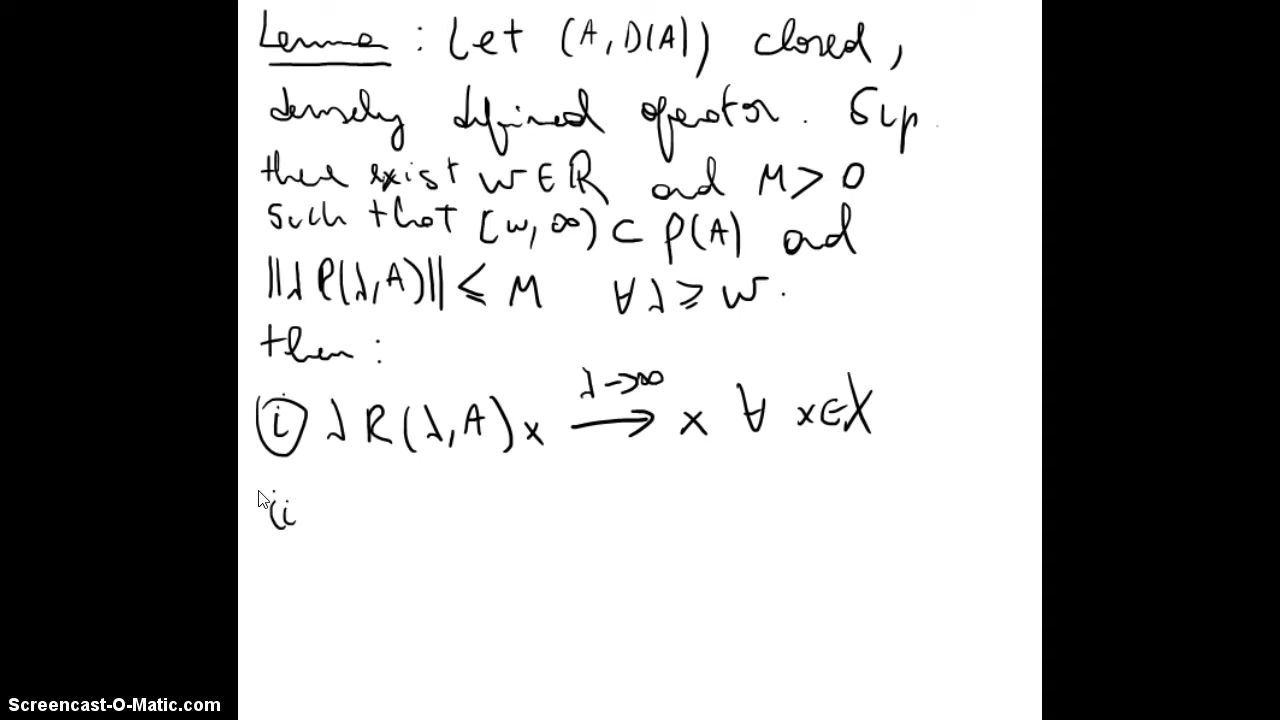 Lemma : Let (A, D(A)) closed,
densely defined operator. Sup.
there exist w ∈ ℝ and M > 0
such that [w, ∞) ⊂ ρ(A) and
||λ R(λ, A)|| ≤ M ∀ λ ≥ w.
then :
λ → ∞
(i) λ R(λ, A) x ⟶ x ∀ x ∈ X
(i
Screencast-O-Matic.com